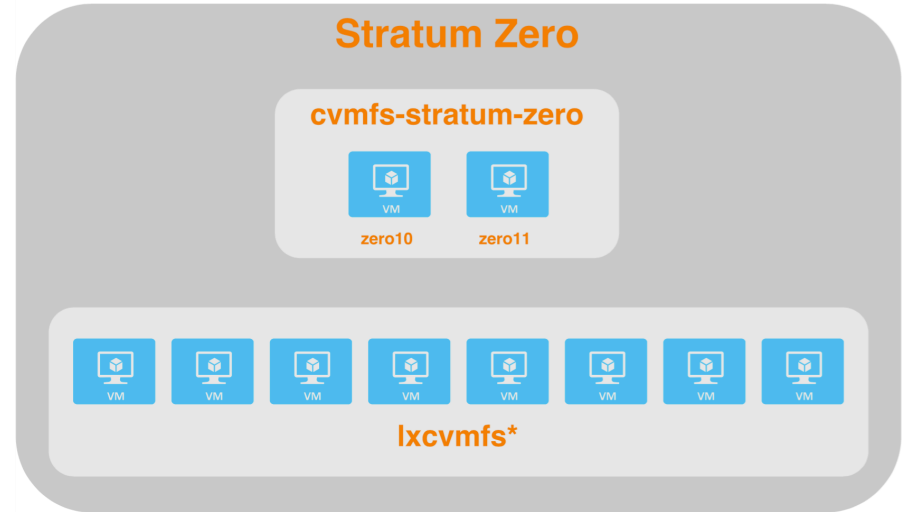 Stratum Zero
cvmfs-stratum-zero
VM VM
zero10 zero11
VM VM VM VM VM VM VM VM
lxcvmfs*